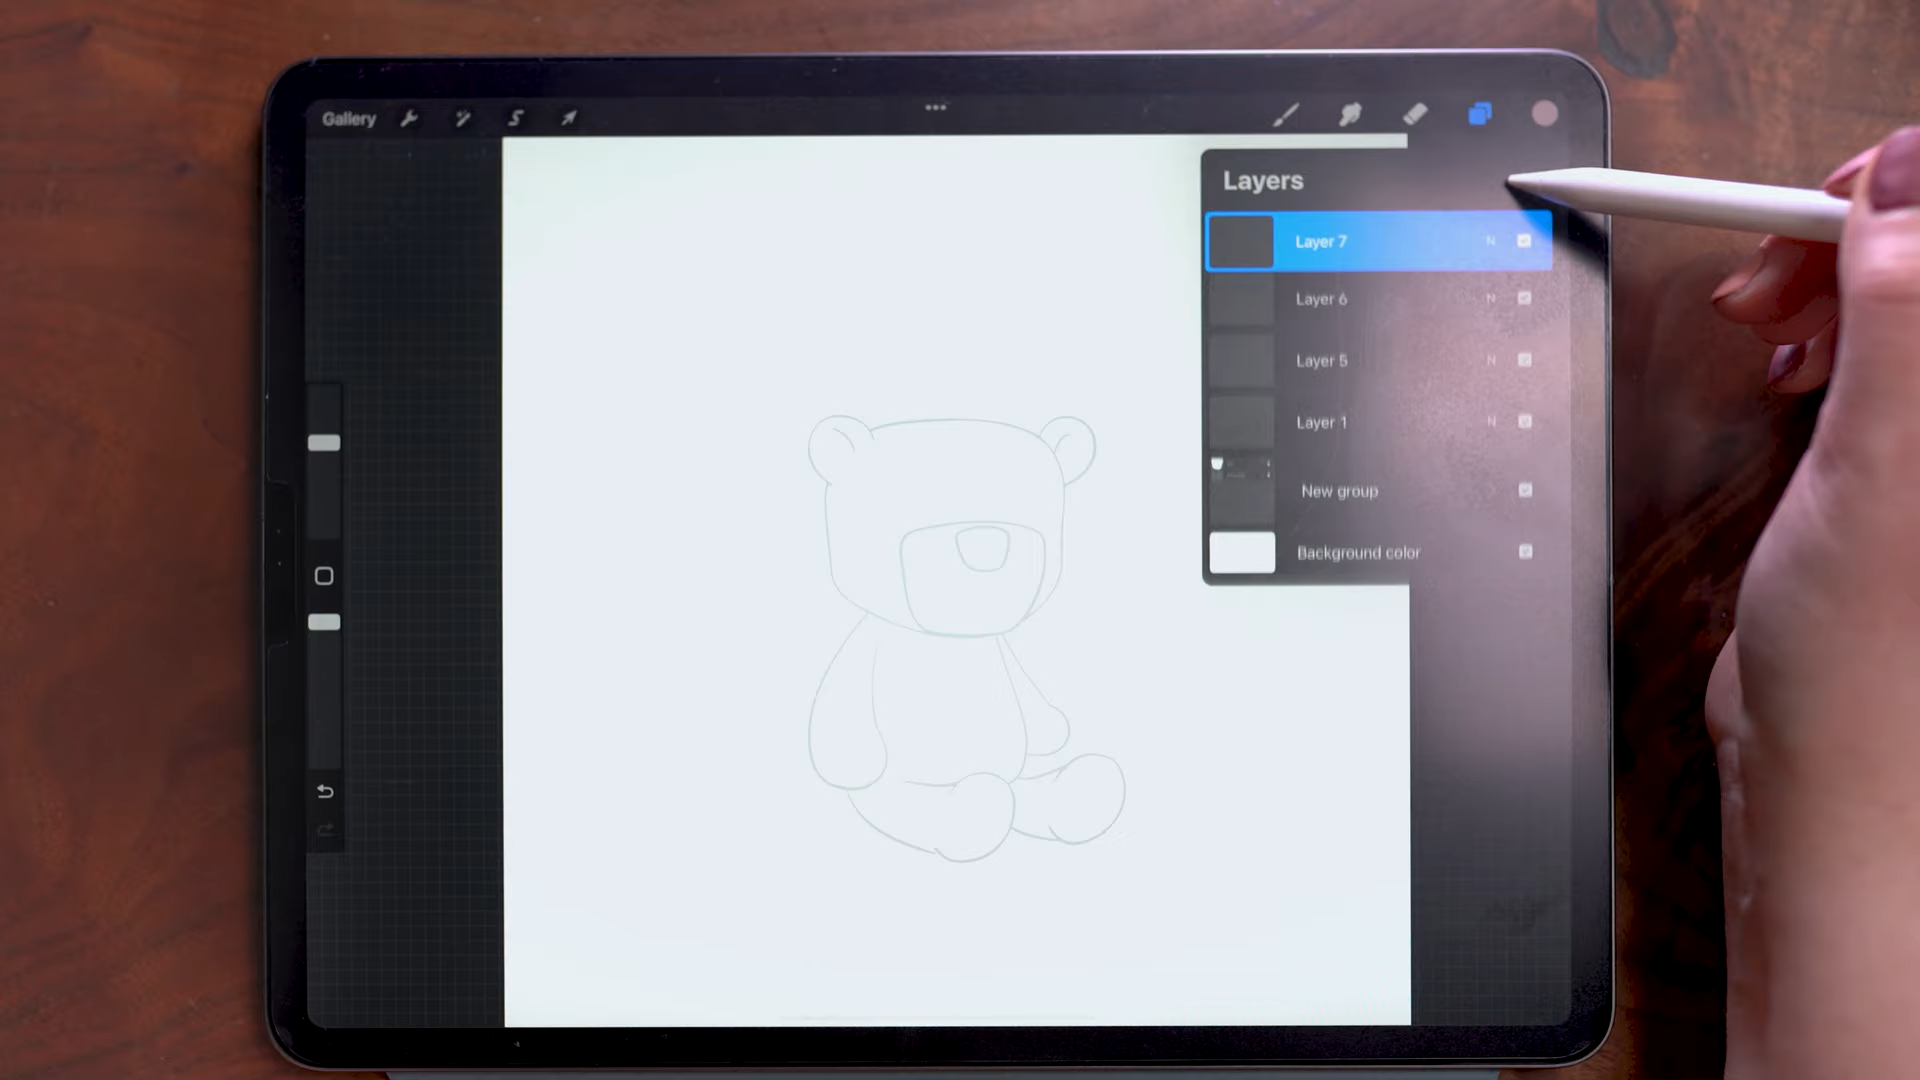 Gallery
Layers
Layer 7 N
Layer 6 N
Layer 5 N
Layer 1 N
New group
Background color